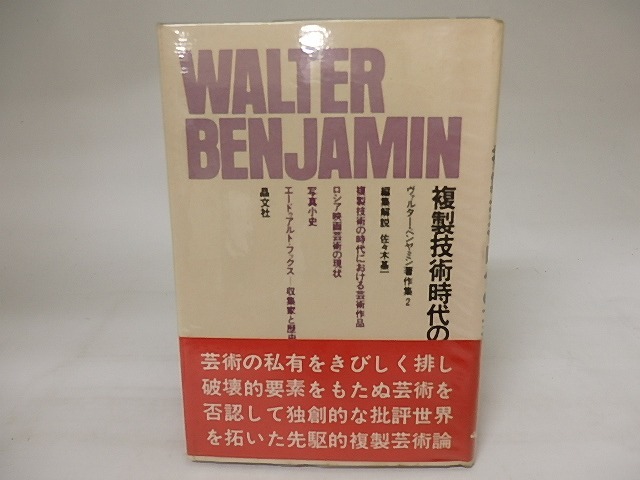 WALTER
BENJAMIN
複製技術時代の
ヴァルター・ベンヤミン著作集2
編集解説 佐々木基一
複製技術の時代における芸術作品
ロシア映画芸術の現状
写真小史
エードゥアルト・フックス—収集家と歴史
晶文社
芸術の私有をきびしく排し
破壊的要素をもたぬ芸術を
否認して独創的な批評世界
を拓いた先駆的複製芸術論